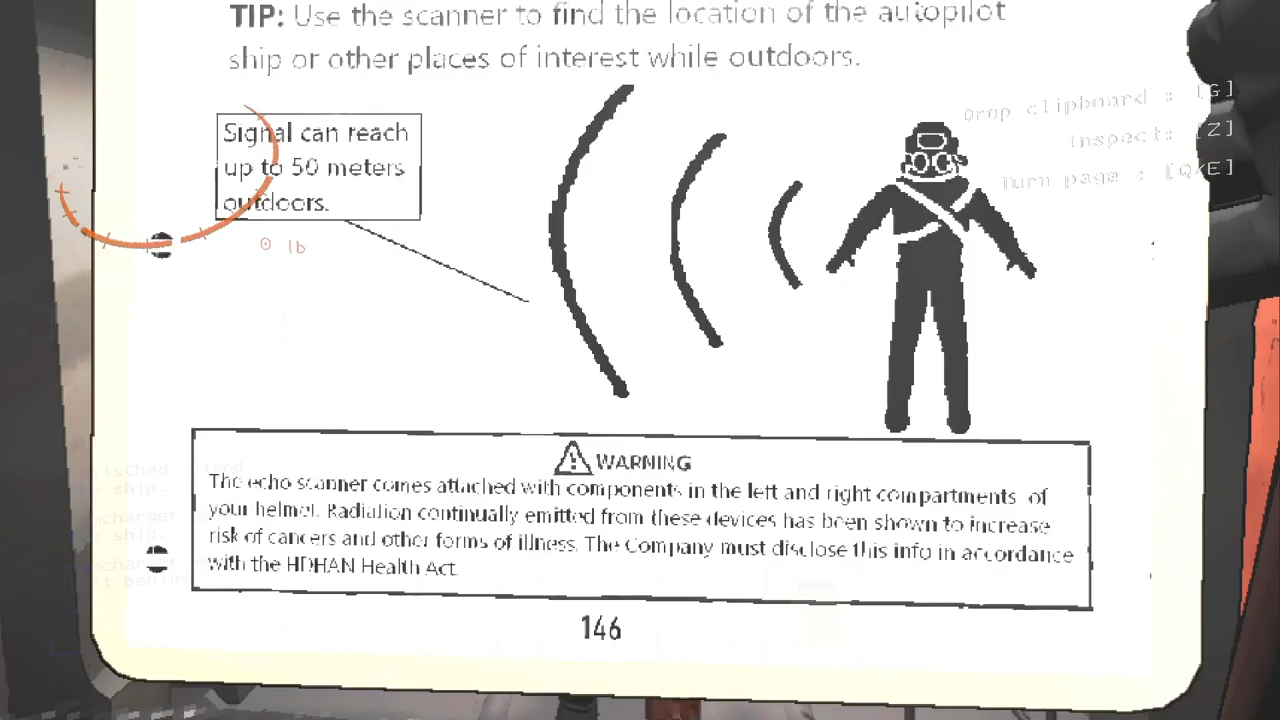 TIP: Use the scanner to find the location of the autopilot
ship or other places of interest while outdoors.
Signal can reach
up to 50 meters
outdoors.
Drop clipboard : [G]
Inspect: [Z]
Turn page : [Q/E]
0 lb
WARNING
The echo scanner comes attached with components in the left and right compartments of
your helmet. Radiation continually emitted from these devices has been shown to increase
risk of cancers and other forms of illness. The Company must disclose this info in accordance
with the HDHAN Health Act.
ship.
ship.
146